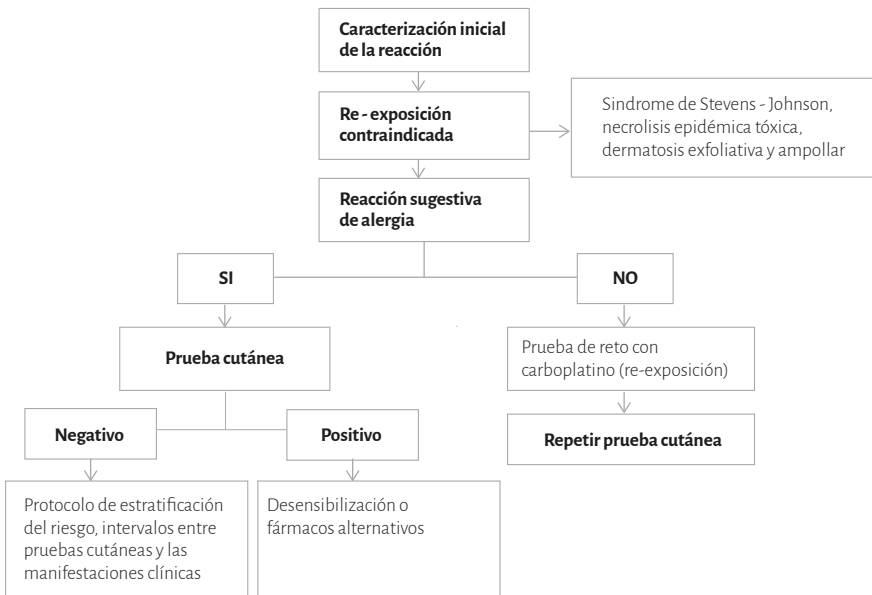 Caracterización inicial
de la reacción
Re - exposición
contraindicada
Sindrome de Stevens - Johnson,
necrolisis epidémica tóxica,
dermatosis exfoliativa y ampollar
Reacción sugestiva
de alergia
SI
NO
Prueba cutánea
Prueba de reto con
carboplatino (re-exposición)
Negativo
Positivo
Repetir prueba cutánea
Protocolo de estratificación
del riesgo, intervalos entre
pruebas cutáneas y las
manifestaciones clínicas
Desensibilización o
fármacos alternativos